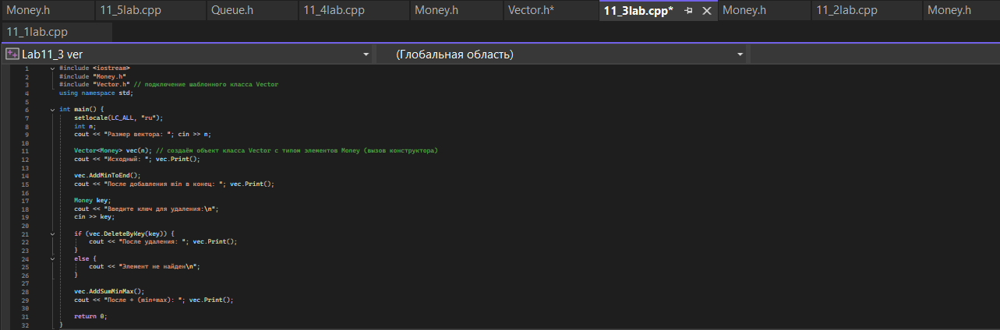 Money.h 11_5lab.cpp Queue.h 11_4lab.cpp Money.h Vector.h* 11_3lab.cpp* Money.h 11_2lab.cpp Money.h
11_1lab.cpp
Lab11_3 ver (Глобальная область)
1 #include <iostream>
2 #include "Money.h"
3 #include "Vector.h" // подключение шаблонного класса Vector
4 using namespace std;
5
6 int main() {
7 setlocale(LC_ALL, "ru");
8 int n;
9 cout << "Размер вектора: "; cin >> n;
10
11 Vector<Money> vec(n); // создаём объект класса Vector с типом элементов Money (вызов конструктора)
12 cout << "Исходный: "; vec.Print();
13
14 vec.AddMinToEnd();
15 cout << "После добавления min в конец: "; vec.Print();
16
17 Money key;
18 cout << "Введите ключ для удаления:\n";
19 cin >> key;
20
21 if (vec.DeleteByKey(key)) {
22 cout << "После удаления: "; vec.Print();
23 }
24 else {
25 cout << "Элемент не найден\n";
26 }
27
28 vec.AddSumMinMax();
29 cout << "После + (min+max): "; vec.Print();
30
31 return 0;
32 }